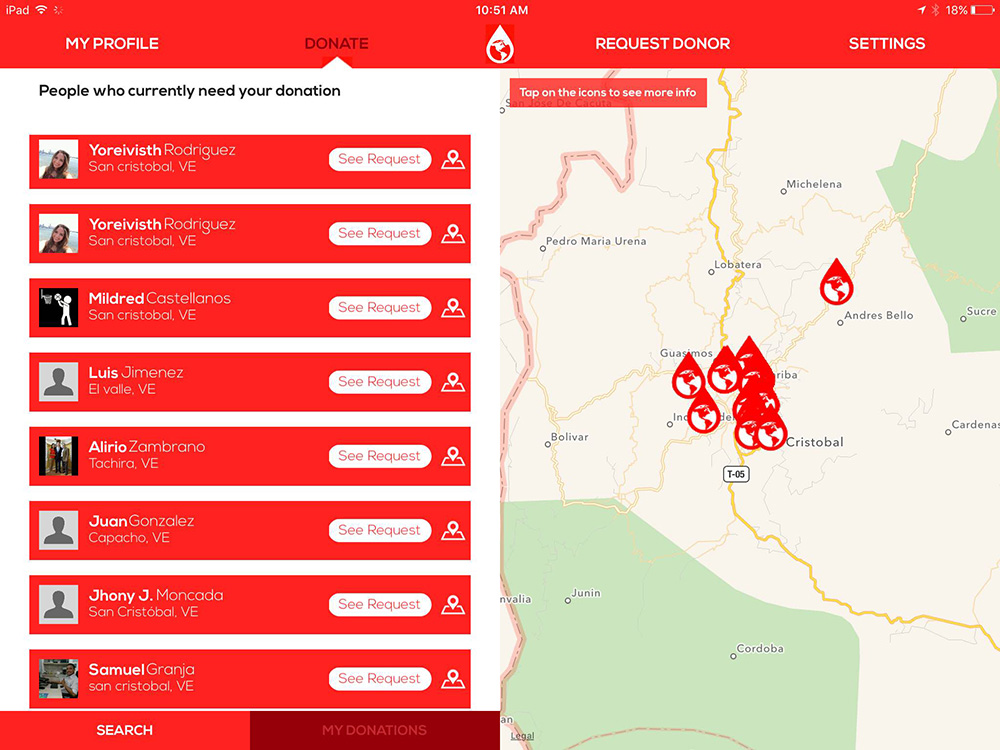 iPad 10:51 AM 18%
MY PROFILE DONATE REQUEST DONOR SETTINGS
People who currently need your donation
Yoreivisth Rodriguez
San cristobal, VE
See Request
Yoreivisth Rodriguez
San cristobal, VE
See Request
Mildred Castellanos
San cristobal, VE
See Request
Luis Jimenez
El valle, VE
See Request
Alirio Zambrano
Tachira, VE
See Request
Juan Gonzalez
Capacho, VE
See Request
Jhony J. Moncada
San Cristóbal, VE
See Request
Samuel Granja
san cristobal, VE
See Request
SEARCH MY DONATIONS
Tap on the icons to see more info
San Jose De Cacuta
Michelena
Pedro Maria Urena
Lobatera
Andres Bello
Sucre
Guasimos
riba
Cardenas
Bolivar
Cristobal
T-05
nvalia
Junin
Cordoba
an
Legal